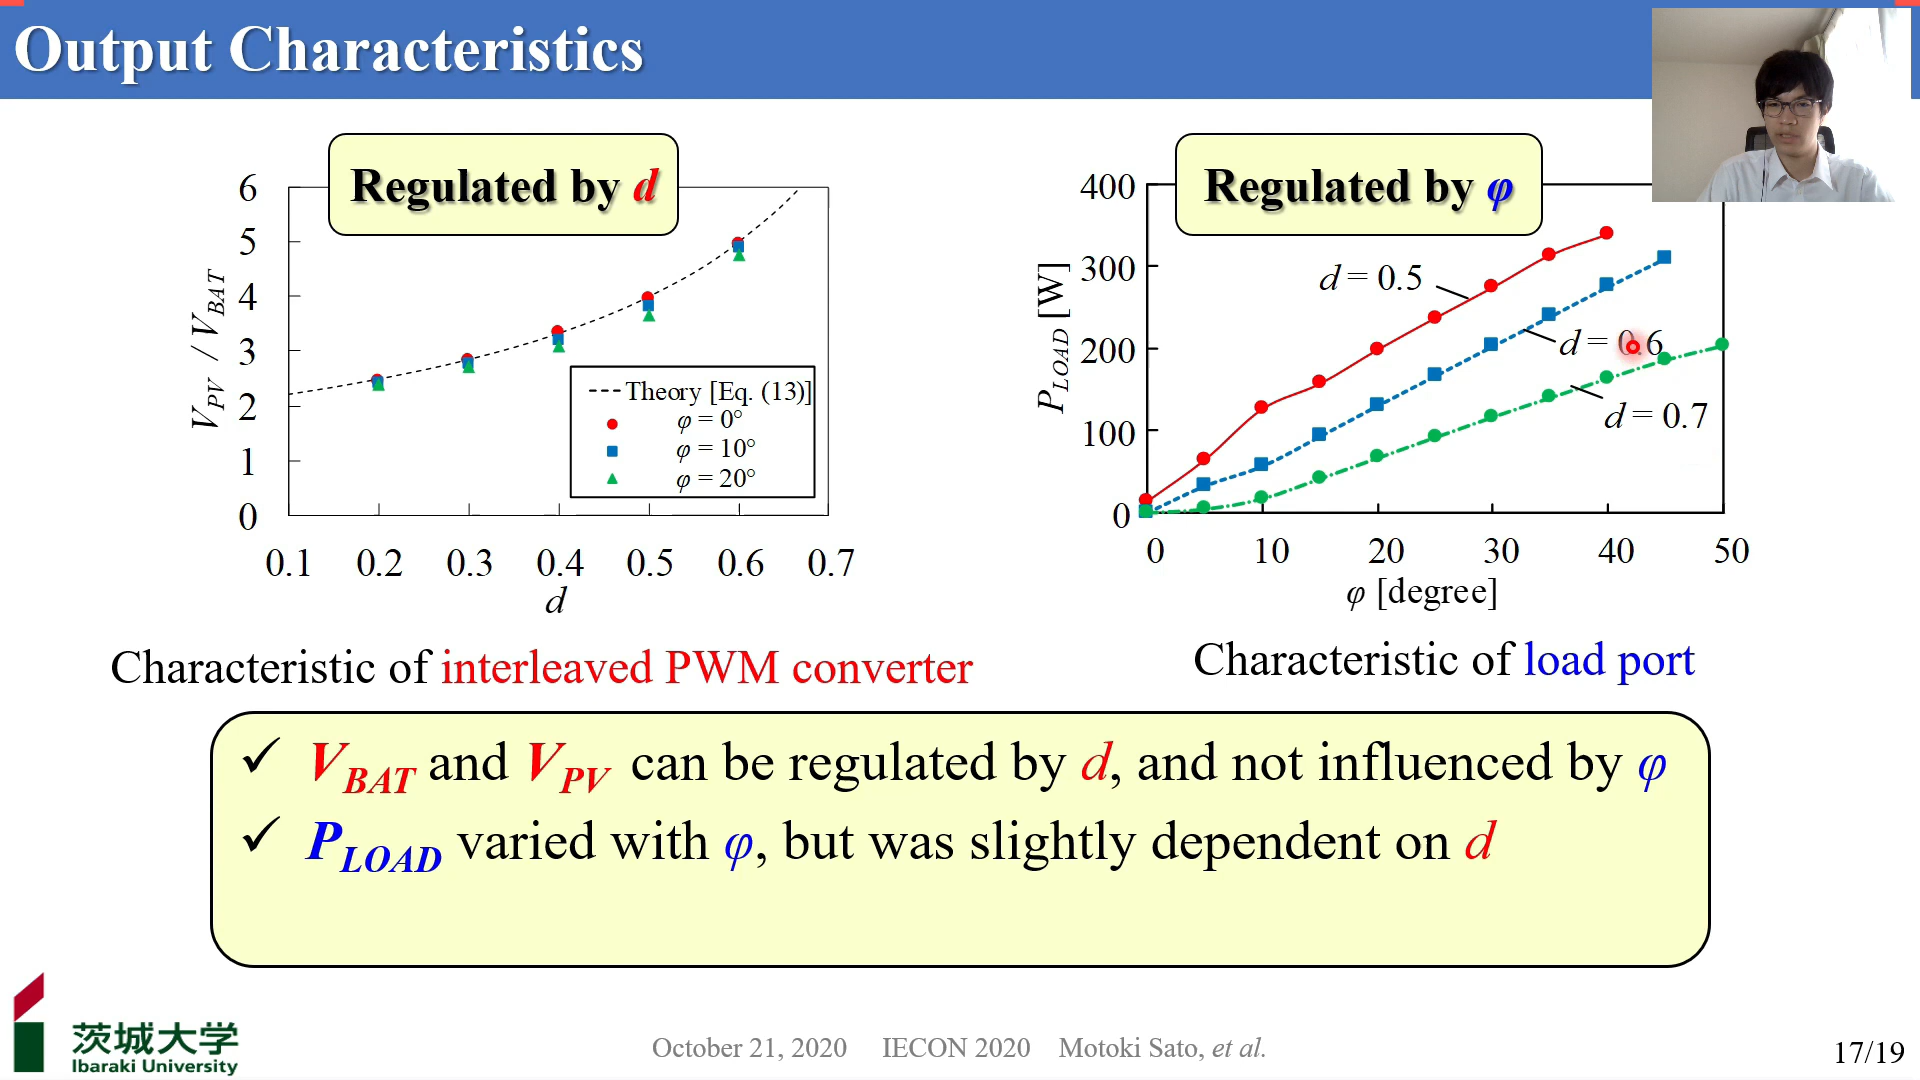 Output Characteristics
Regulated by d
Regulated by φ
6
5
4
3
2
1
0
V_PV / V_BAT
Theory [Eq. (13)]
φ = 0°
φ = 10°
φ = 20°
0.1 0.2 0.3 0.4 0.5 0.6 0.7
d
400
300
200
100
0
P_LOAD [W]
d = 0.5
d = 0.6
d = 0.7
0 10 20 30 40 50
φ [degree]
Characteristic of interleaved PWM converter
Characteristic of load port
✓ V_BAT and V_PV can be regulated by d, and not influenced by φ
✓ P_LOAD varied with φ, but was slightly dependent on d
茨城大学
Ibaraki University
October 21, 2020 IECON 2020 Motoki Sato, et al.
17/19